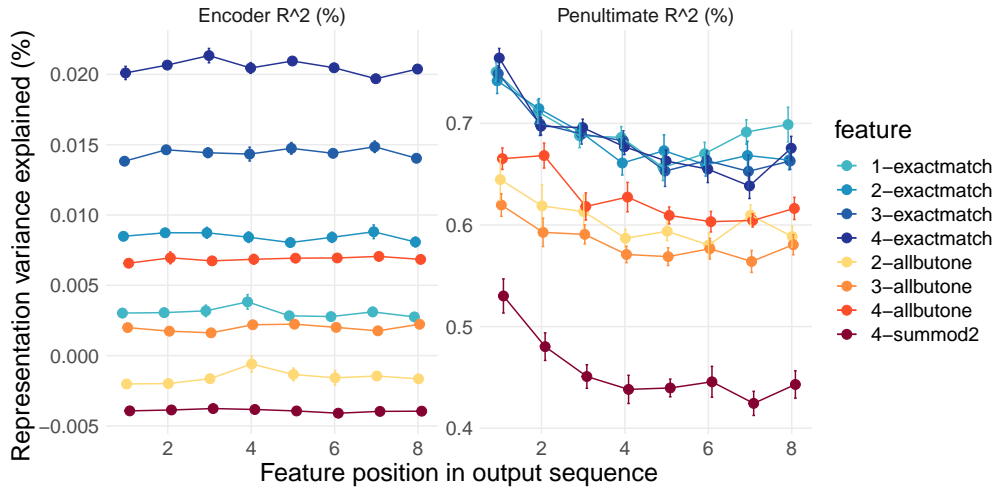 Encoder R^2 (%)
Penultimate R^2 (%)
Representation variance explained (%)
0.020
0.015
0.010
0.005
0.000
−0.005
2
4
6
8
0.7
0.6
0.5
0.4
2
4
6
8
Feature position in output sequence
feature
1−exactmatch
2−exactmatch
3−exactmatch
4−exactmatch
2−allbutone
3−allbutone
4−allbutone
4−summod2